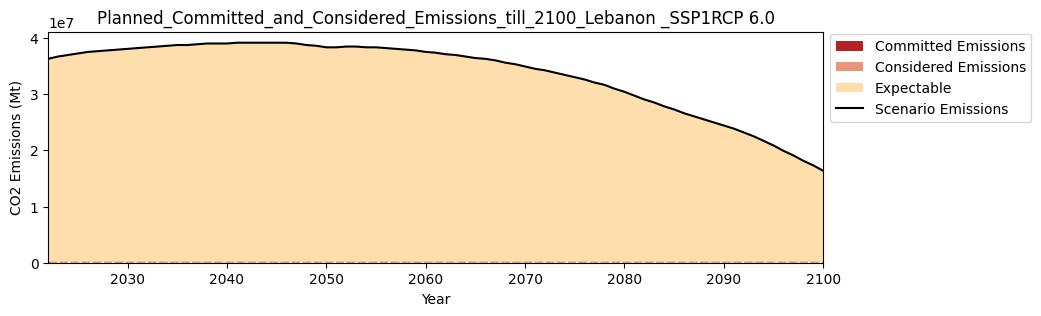 Planned_Committed_and_Considered_Emissions_till_2100_Lebanon _SSP1RCP 6.0
1e7
4
3
2
1
0
CO2 Emissions (Mt)
2030
2040
2050
2060
2070
2080
2090
2100
Year
Committed Emissions
Considered Emissions
Expectable
Scenario Emissions